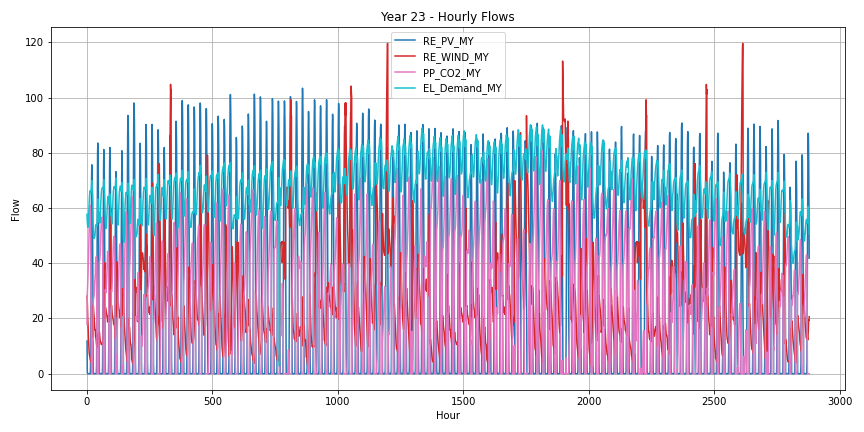 Year 23 - Hourly Flows
RE_PV_MY
RE_WIND_MY
PP_CO2_MY
EL_Demand_MY
Flow
120
100
80
60
40
20
0
0 500 1000 1500 2000 2500 3000
Hour